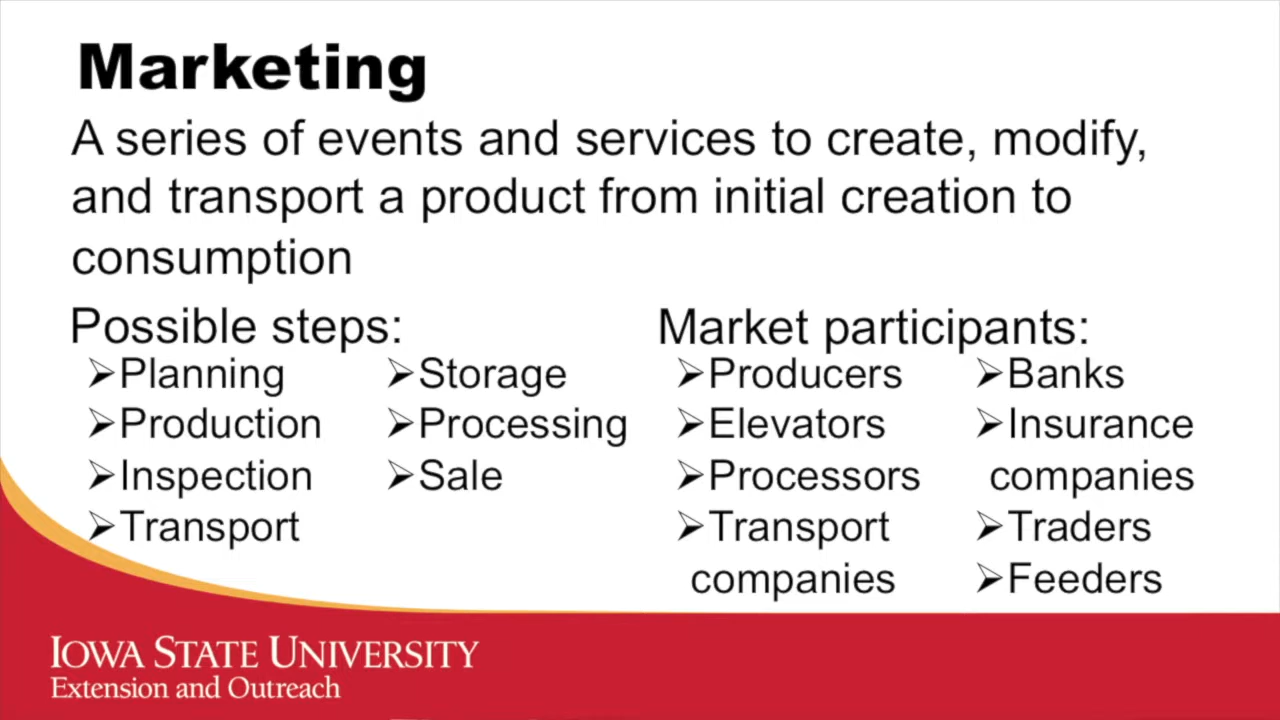 Marketing
A series of events and services to create, modify,
and transport a product from initial creation to
consumption
Possible steps:
➢Planning
➢Production
➢Inspection
➢Transport
➢Storage
➢Processing
➢Sale
Market participants:
➢Producers
➢Elevators
➢Processors
➢Transport
companies
➢Banks
➢Insurance
companies
➢Traders
➢Feeders
IOWA STATE UNIVERSITY
Extension and Outreach